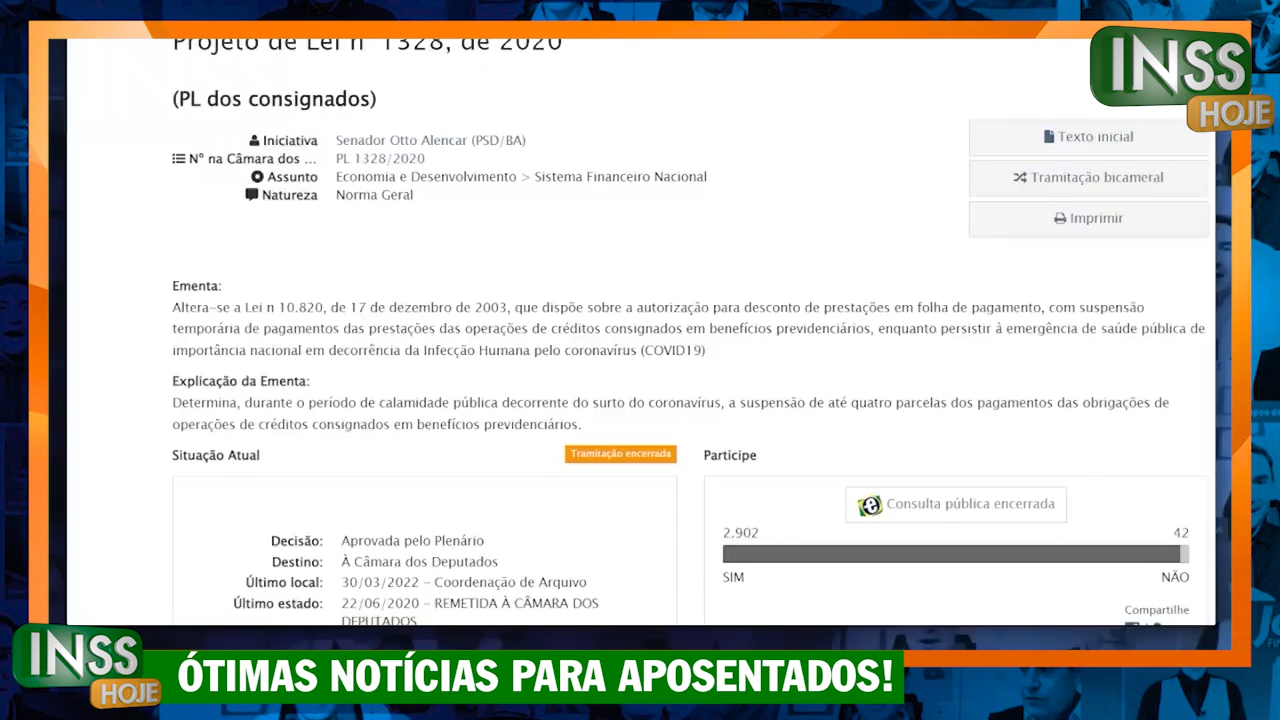 Projeto de Lei n° 1328, de 2020
INSS
HOJE
(PL dos consignados)
Iniciativa Senador Otto Alencar (PSD/BA)
Nº na Câmara dos ... PL 1328/2020
Assunto Economia e Desenvolvimento > Sistema Financeiro Nacional
Natureza Norma Geral
Texto inicial
Tramitação bicameral
Imprimir
Ementa:
Altera-se a Lei n 10.820, de 17 de dezembro de 2003, que dispõe sobre a autorização para desconto de prestações em folha de pagamento, com suspensão
temporária de pagamentos das prestações das operações de créditos consignados em benefícios previdenciários, enquanto persistir à emergência de saúde pública de
importância nacional em decorrência da Infecção Humana pelo coronavírus (COVID19)
Explicação da Ementa:
Determina, durante o período de calamidade pública decorrente do surto do coronavírus, a suspensão de até quatro parcelas dos pagamentos das obrigações de
operações de créditos consignados em benefícios previdenciários.
Situação Atual Tramitação encerrada
Decisão: Aprovada pelo Plenário
Destino: À Câmara dos Deputados
Último local: 30/03/2022 - Coordenação de Arquivo
Último estado: 22/06/2020 - REMETIDA À CÂMARA DOS
DEPUTADOS
Participe
Consulta pública encerrada
2.902 42
SIM NÃO
Compartilhe
INSS
HOJE
ÓTIMAS NOTÍCIAS PARA APOSENTADOS!